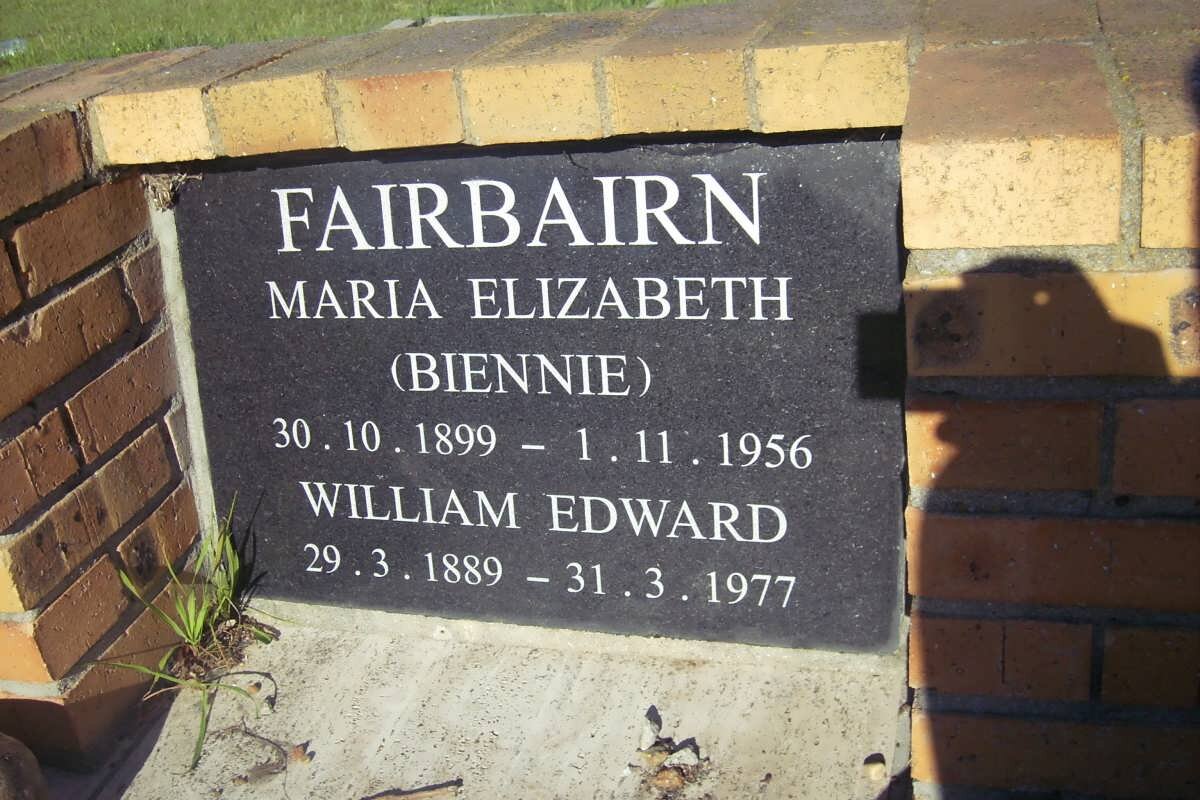 FAIRBAIRN
MARIA ELIZABETH
(BIENNIE)
30 . 10 . 1899 – 1 . 11 . 1956
WILLIAM EDWARD
29 . 3 . 1889 – 31 . 3 . 1977